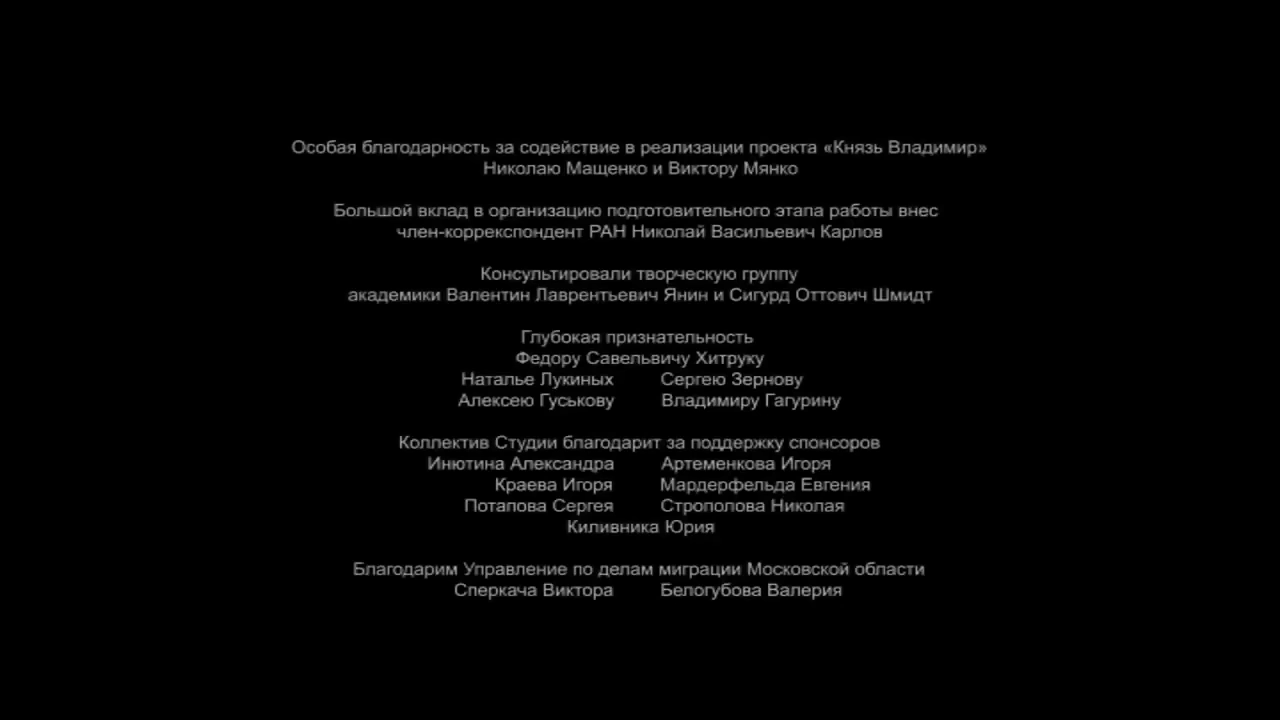 Особая благодарность за содействие в реализации проекта «Князь Владимир»
Николаю Мащенко и Виктору Мянко
Большой вклад в организацию подготовительного этапа работы внес
член-корреспондент РАН Николай Васильевич Карлов
Консультировали творческую группу
академики Валентин Лаврентьевич Янин и Сигурд Оттович Шмидт
Глубокая признательность
Федору Савельвичу Хитруку
Наталье Лукиных Сергею Зернову
Алексею Гуськову Владимиру Гагурину
Коллектив Студии благодарит за поддержку спонсоров
Инютина Александра Артеменкова Игоря
Краева Игоря Мардерфельда Евгения
Потапова Сергея Строполова Николая
Киливника Юрия
Благодарим Управление по делам миграции Московской области
Сперкача Виктора Белогубова Валерия